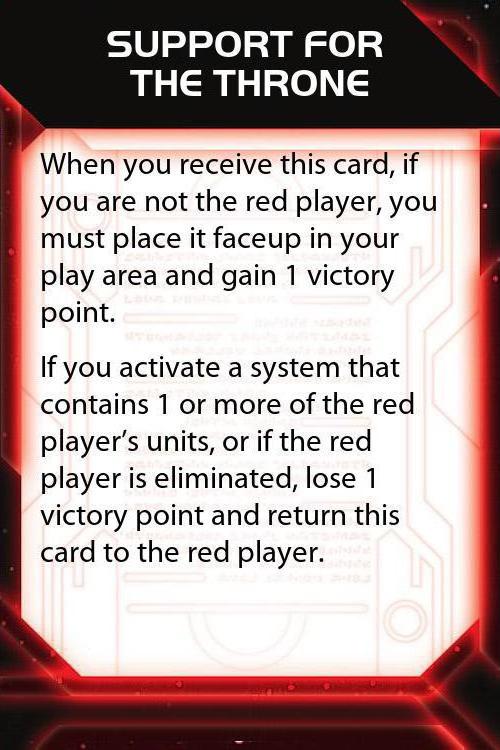 SUPPORT FOR
THE THRONE
When you receive this card, if
you are not the red player, you
must place it faceup in your
play area and gain 1 victory
point.
If you activate a system that
contains 1 or more of the red
player's units, or if the red
player is eliminated, lose 1
victory point and return this
card to the red player.